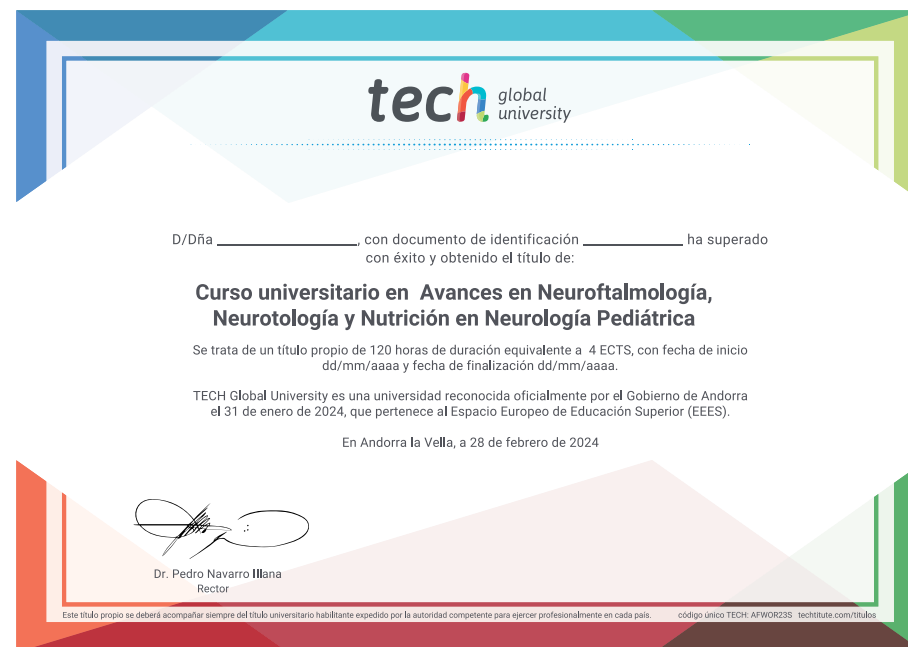 tech global university
D/Dña ____________________, con documento de identificación ______________ ha superado
con éxito y obtenido el título de:
Curso universitario en Avances en Neuroftalmología,
Neurotología y Nutrición en Neurología Pediátrica
Se trata de un título propio de 120 horas de duración equivalente a 4 ECTS, con fecha de inicio
dd/mm/aaaa y fecha de finalización dd/mm/aaaa.
TECH Global University es una universidad reconocida oficialmente por el Gobierno de Andorra
el 31 de enero de 2024, que pertenece al Espacio Europeo de Educación Superior (EEES).
En Andorra la Vella, a 28 de febrero de 2024
Dr. Pedro Navarro Illana
Rector
Este título propio se deberá acompañar siempre del título universitario habilitante expedido por la autoridad competente para ejercer profesionalmente en cada país. código único TECH: AFWOR23S techtitute.com/titulos